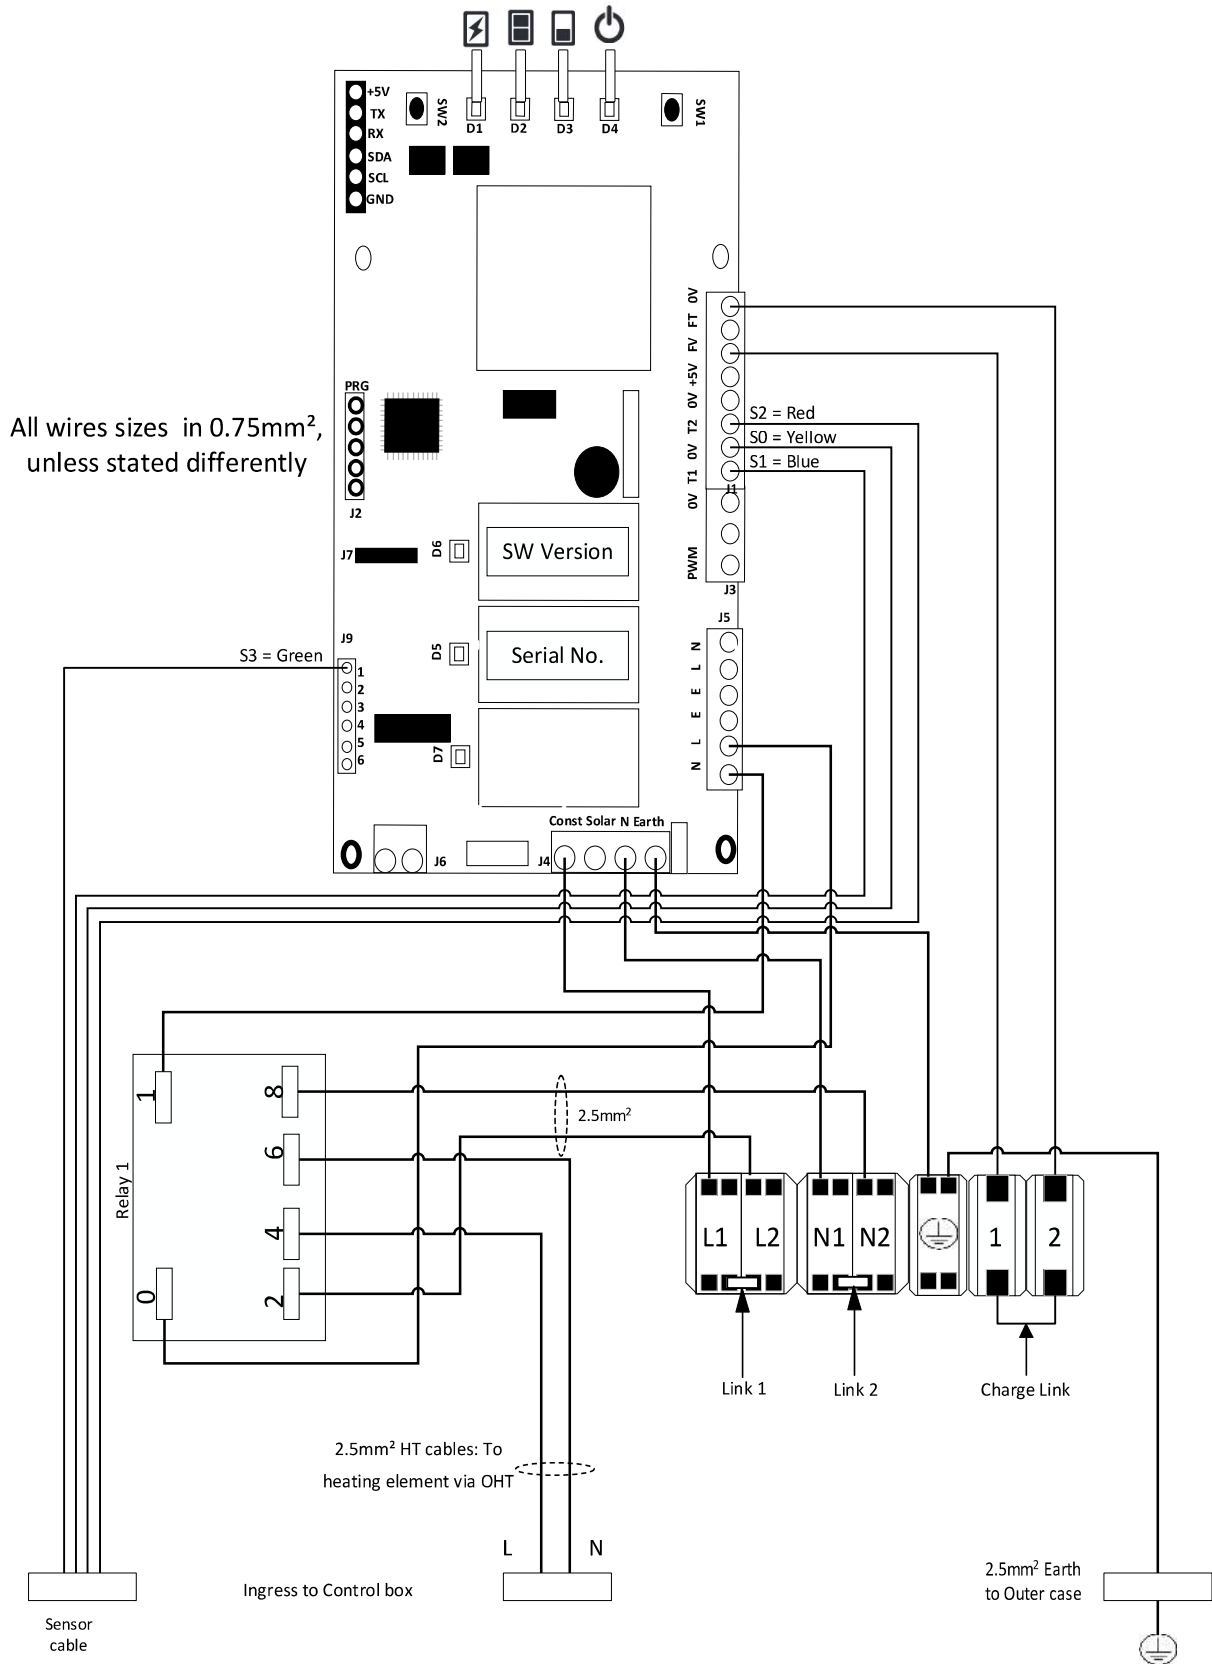 +5V
TX
RX
SDA
SCL
GND
SW2
D1
D2
D3
D4
SW1
0V
FT
FV
+5V
0V
T2
0V
T1
0V
PWM
J1
J3
J5
S2 = Red
S0 = Yellow
S1 = Blue
All wires sizes in 0.75mm²,
unless stated differently
PRG
J2
J7
D6
SW Version
J9
S3 = Green
1
2
3
4
5
6
D5
Serial No.
D7
N
L
E
E
L
N
Const Solar N Earth
J6
J4
Relay 1
1
8
6
4
2
0
2.5mm²
L1
L2
N1
N2
1
2
Link 1
Link 2
Charge Link
2.5mm² HT cables: To
heating element via OHT
L
N
Ingress to Control box
Sensor
cable
2.5mm² Earth
to Outer case